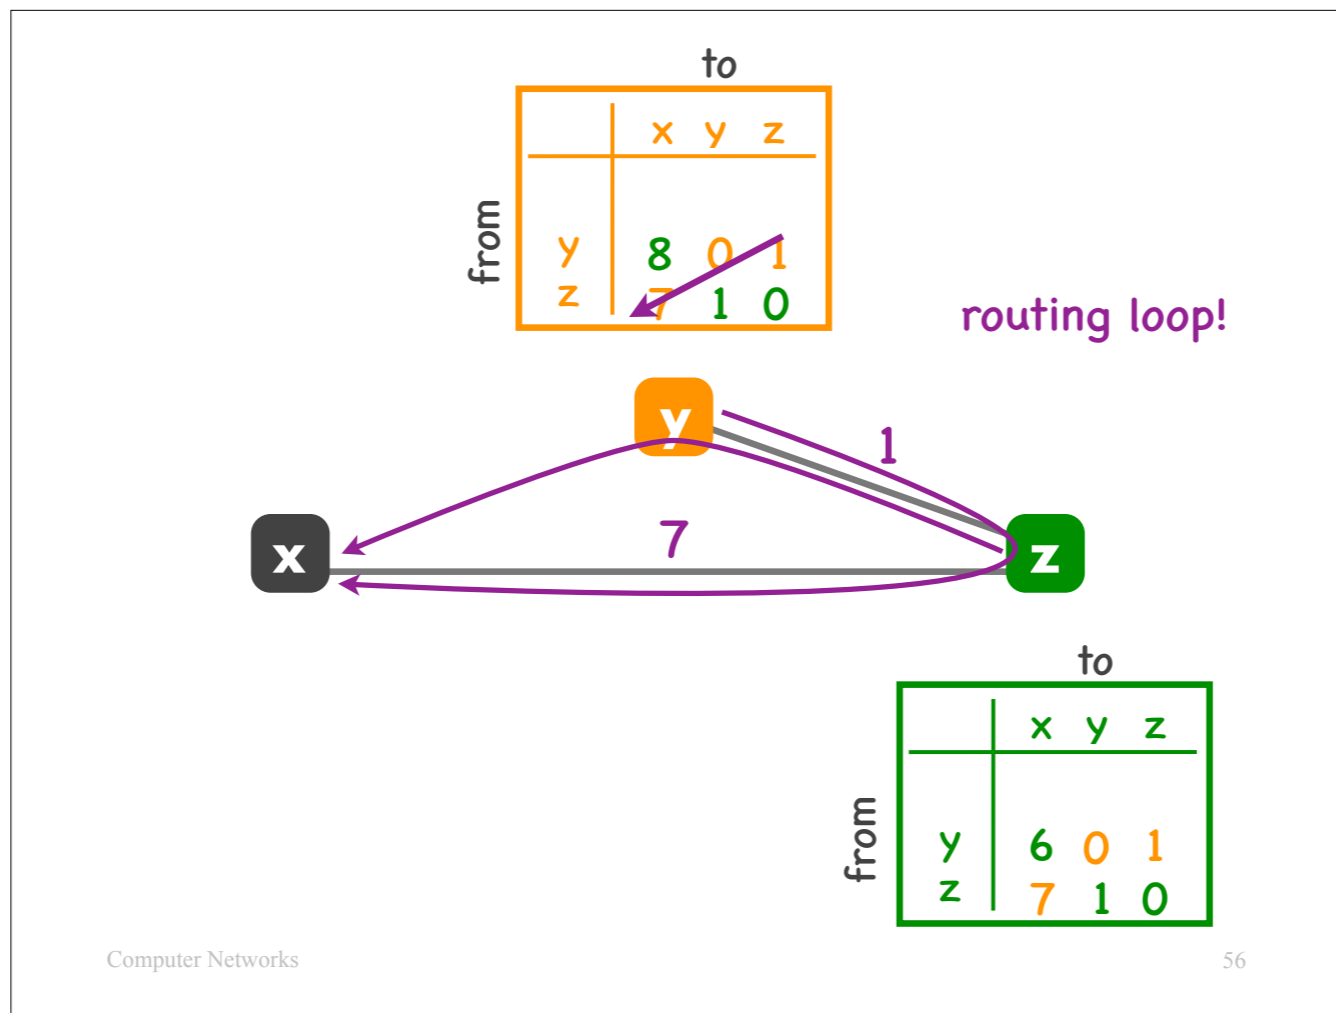 to
x y z
from
y 8 0 1
z 7 1 0
routing loop!
y
1
7
x
z
to
x y z
from
y 6 0 1
z 7 1 0
Computer Networks
56